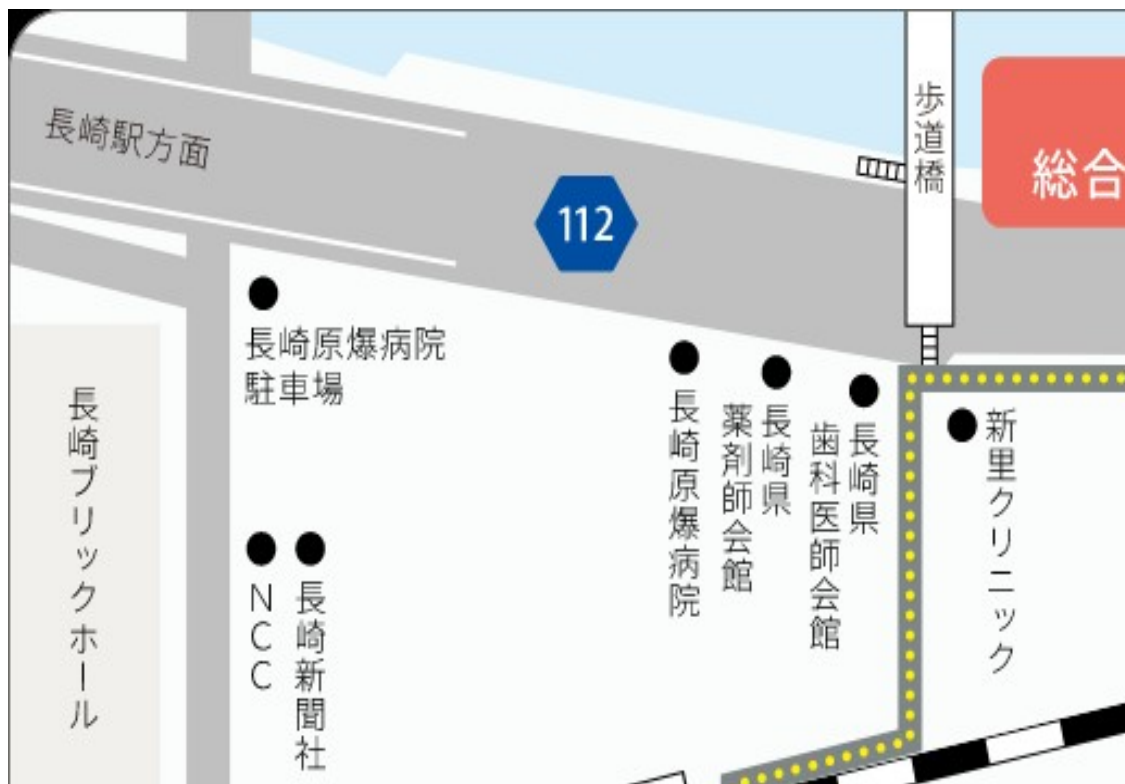 長崎駅方面
112
歩道橋
総合
長崎原爆病院
駐車場
長崎ブリックホール
NCC
長崎新聞社
長崎原爆病院
長崎県
薬剤師会館
長崎県
歯科医師会館
新里クリニック